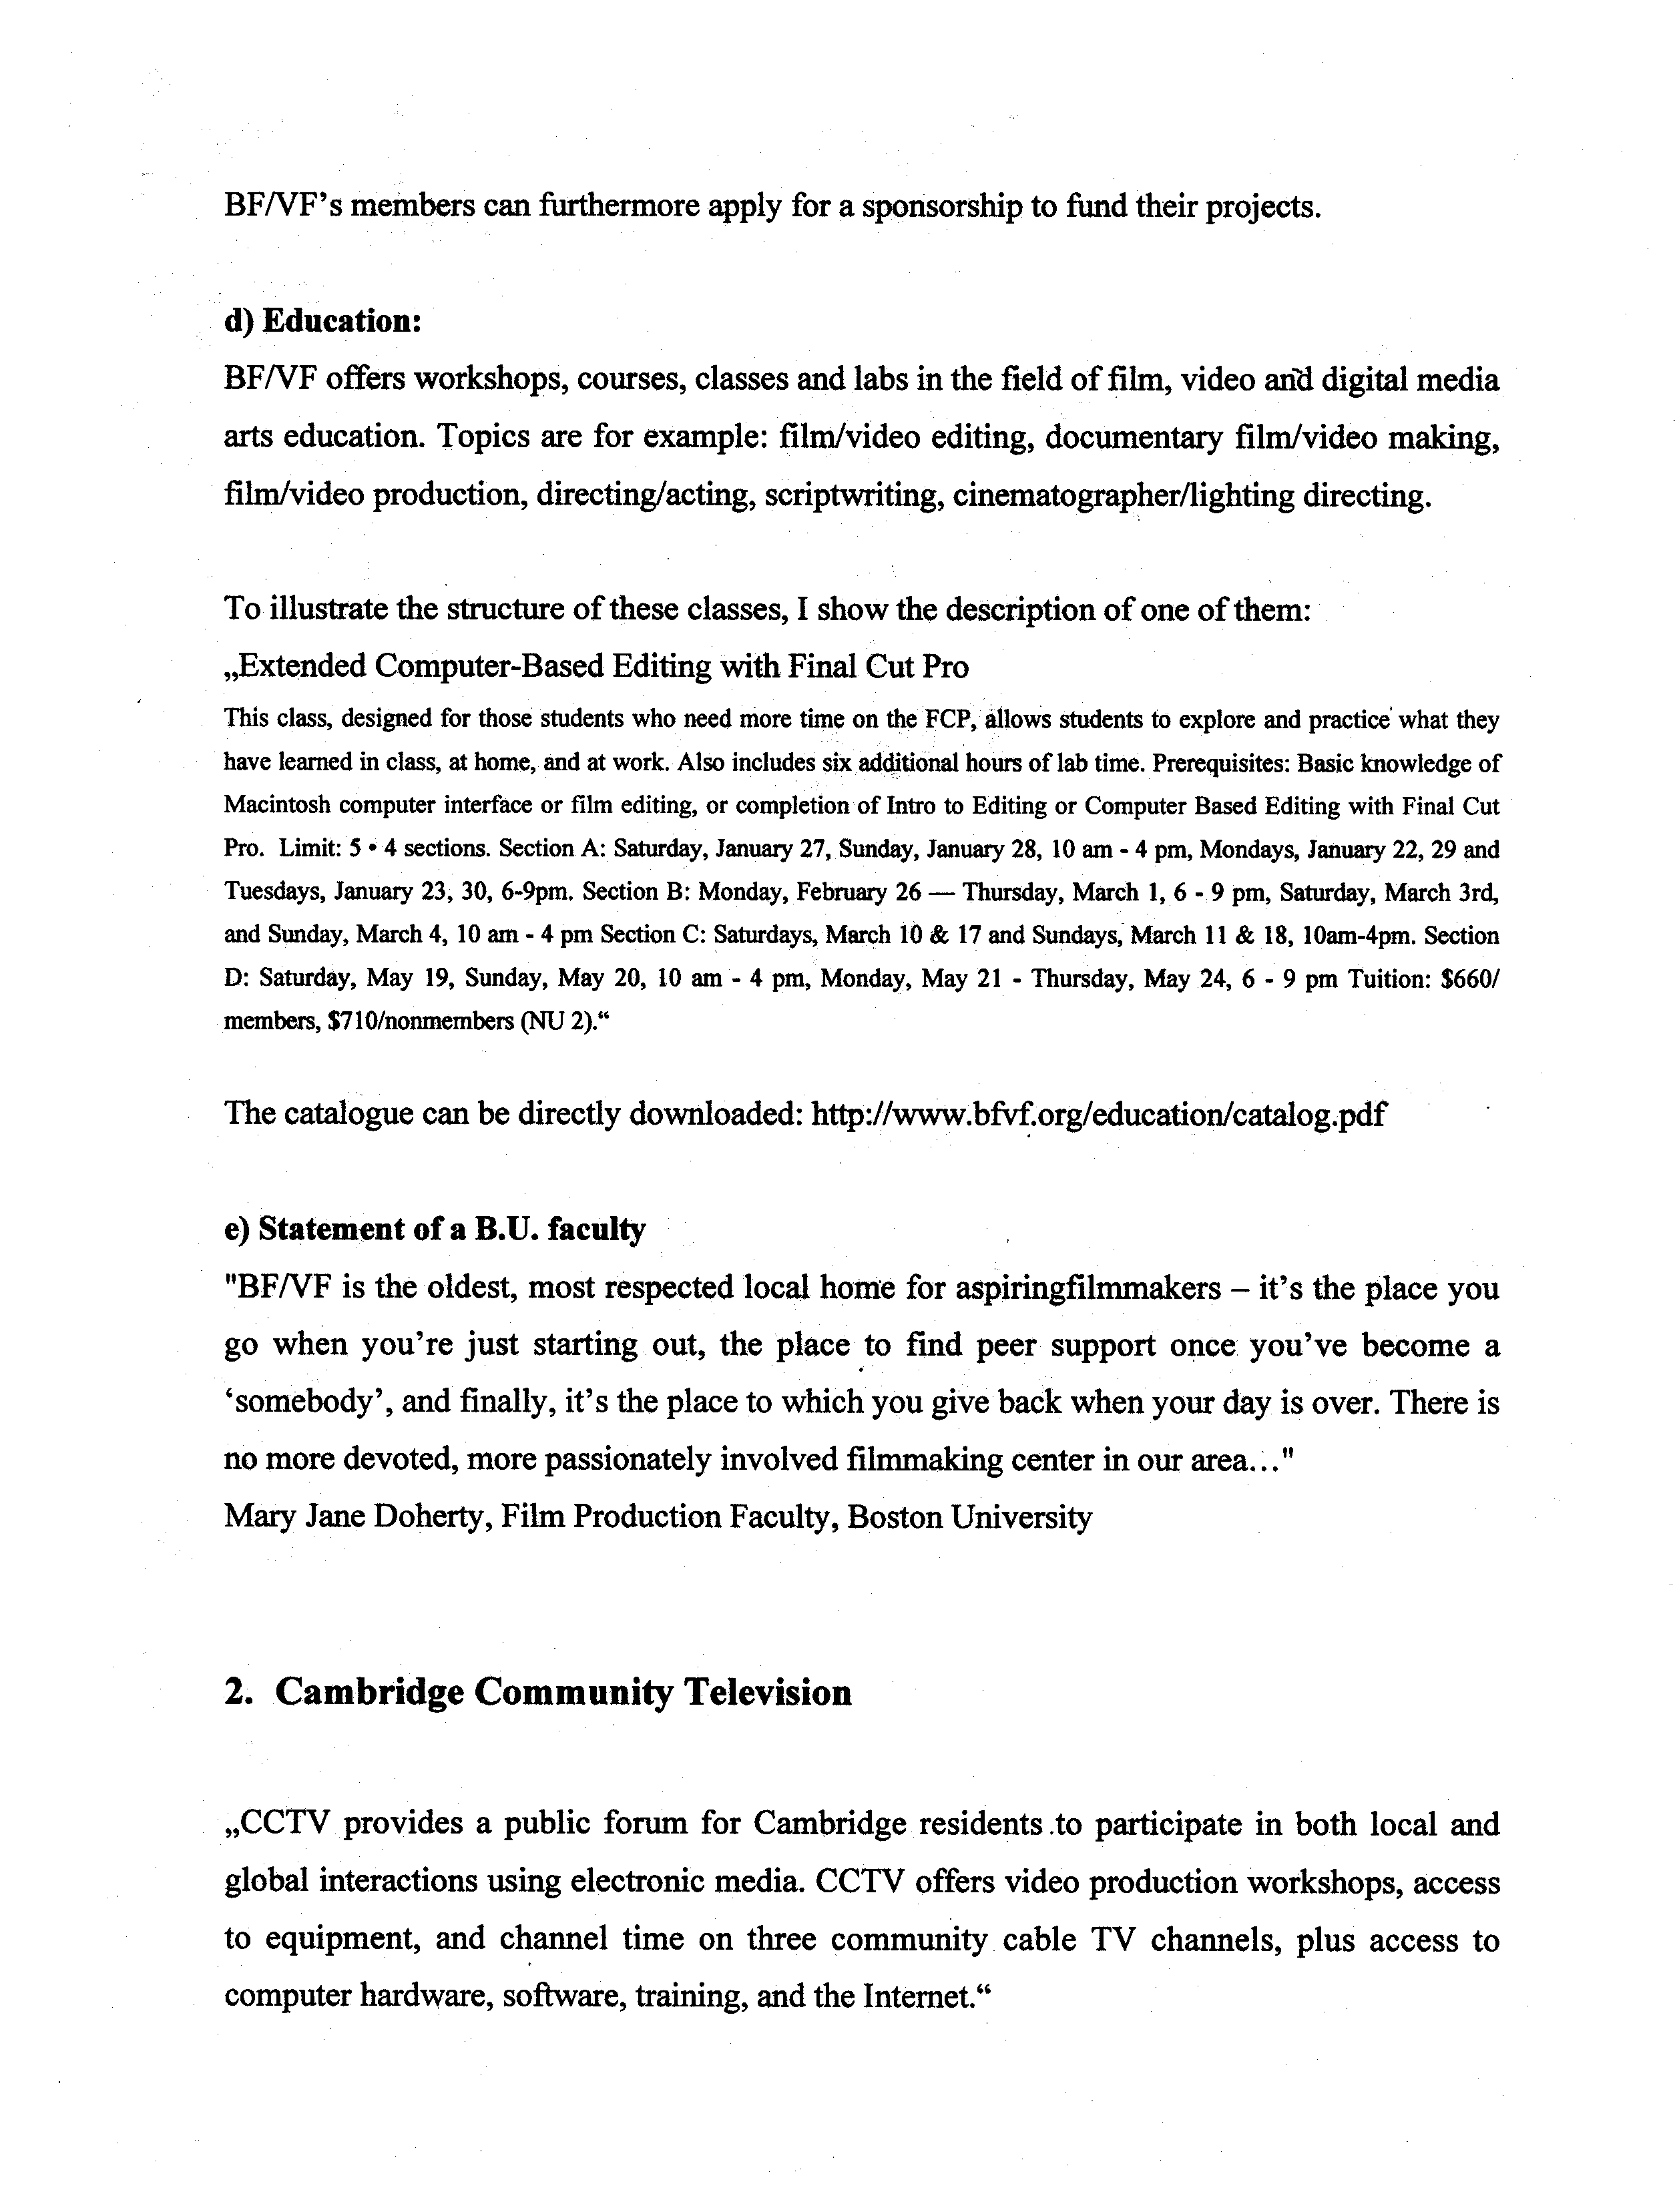 BF/VF's members can furthermore apply for a sponsorship to fund their projects.
d) Education:
BF/VF offers workshops, courses, classes and labs in the field of film, video and digital media
arts education. Topics are for example: film/video editing, documentary film/video making,
film/video production, directing/acting, scriptwriting, cinematographer/lighting directing.
To illustrate the structure of these classes, I show the description of one of them:
„Extended Computer-Based Editing with Final Cut Pro
This class, designed for those students who need more time on the FCP, allows students to explore and practice what they
have learned in class, at home, and at work. Also includes six additional hours of lab time. Prerequisites: Basic knowledge of
Macintosh computer interface or film editing, or completion of Intro to Editing or Computer Based Editing with Final Cut
Pro. Limit: 5 • 4 sections. Section A: Saturday, January 27, Sunday, January 28, 10 am - 4 pm, Mondays, January 22, 29 and
Tuesdays, January 23, 30, 6-9pm. Section B: Monday, February 26 — Thursday, March 1, 6 - 9 pm, Saturday, March 3rd,
and Sunday, March 4, 10 am - 4 pm Section C: Saturdays, March 10 & 17 and Sundays, March 11 & 18, 10am-4pm. Section
D: Saturday, May 19, Sunday, May 20, 10 am - 4 pm, Monday, May 21 - Thursday, May 24, 6 - 9 pm Tuition: $660/
members, $710/nonmembers (NU 2).“
The catalogue can be directly downloaded: http://www.bfvf.org/education/catalog.pdf
e) Statement of a B.U. faculty
"BF/VF is the oldest, most respected local home for aspiringfilmmakers – it's the place you
go when you're just starting out, the place to find peer support once you've become a
‘somebody’, and finally, it's the place to which you give back when your day is over. There is
no more devoted, more passionately involved filmmaking center in our area…"
Mary Jane Doherty, Film Production Faculty, Boston University
2. Cambridge Community Television
„CCTV provides a public forum for Cambridge residents to participate in both local and
global interactions using electronic media. CCTV offers video production workshops, access
to equipment, and channel time on three community cable TV channels, plus access to
computer hardware, software, training, and the Internet.“